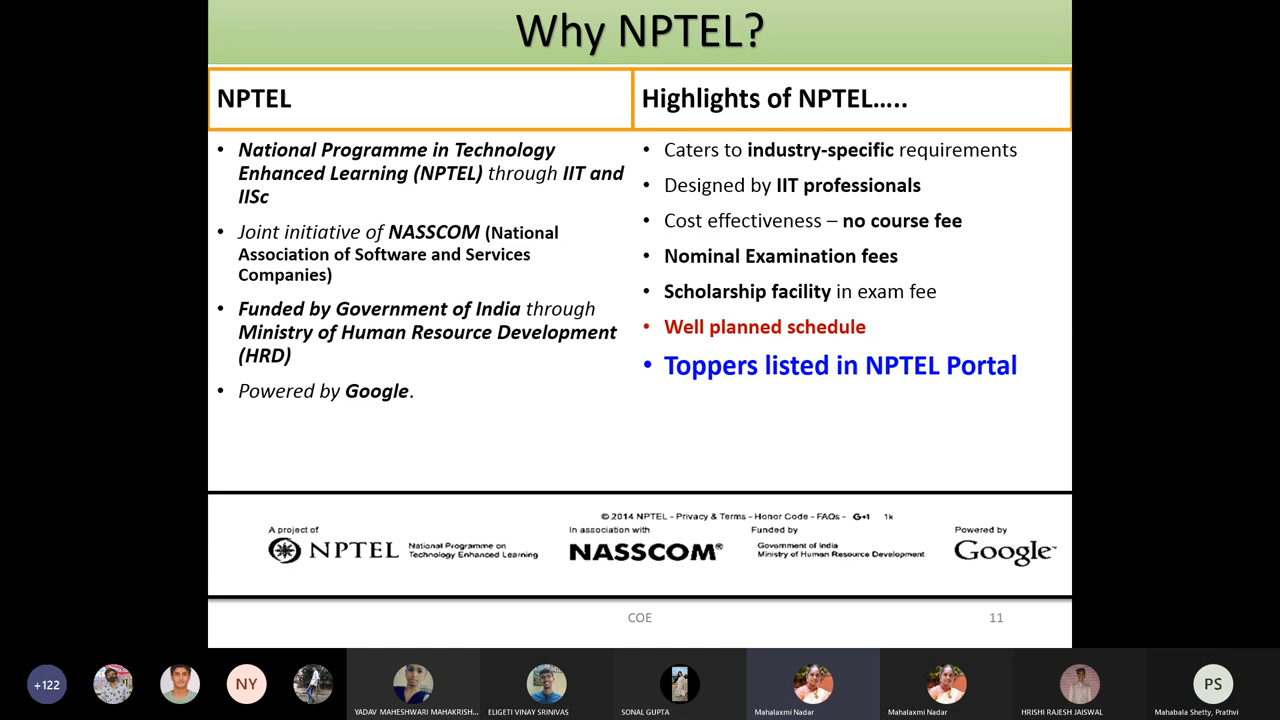 Why NPTEL?
NPTEL
• National Programme in Technology
Enhanced Learning (NPTEL) through IIT and
IISc
• Joint initiative of NASSCOM (National
Association of Software and Services
Companies)
• Funded by Government of India through
Ministry of Human Resource Development
(HRD)
• Powered by Google.
Highlights of NPTEL.....
• Caters to industry-specific requirements
• Designed by IIT professionals
• Cost effectiveness – no course fee
• Nominal Examination fees
• Scholarship facility in exam fee
• Well planned schedule
• Toppers listed in NPTEL Portal
© 2014 NPTEL - Privacy & Terms - Honor Code - FAQs - G+1 1k
A project of
NPTEL
National Programme on
Technology Enhanced Learning
In association with
NASSCOM®
Funded by
Government of India
Ministry of Human Resource Development
Powered by
Google™
COE
11
+122
NY
YADAV MAHESHWARI MAHAKRISH...
ELIGETI VINAY SRINIVAS
SONAL GUPTA
Mahalaxmi Nadar
Mahalaxmi Nadar
HRISHI RAJESH JAISWAL
PS
Mahabala Shetty, Prathvi